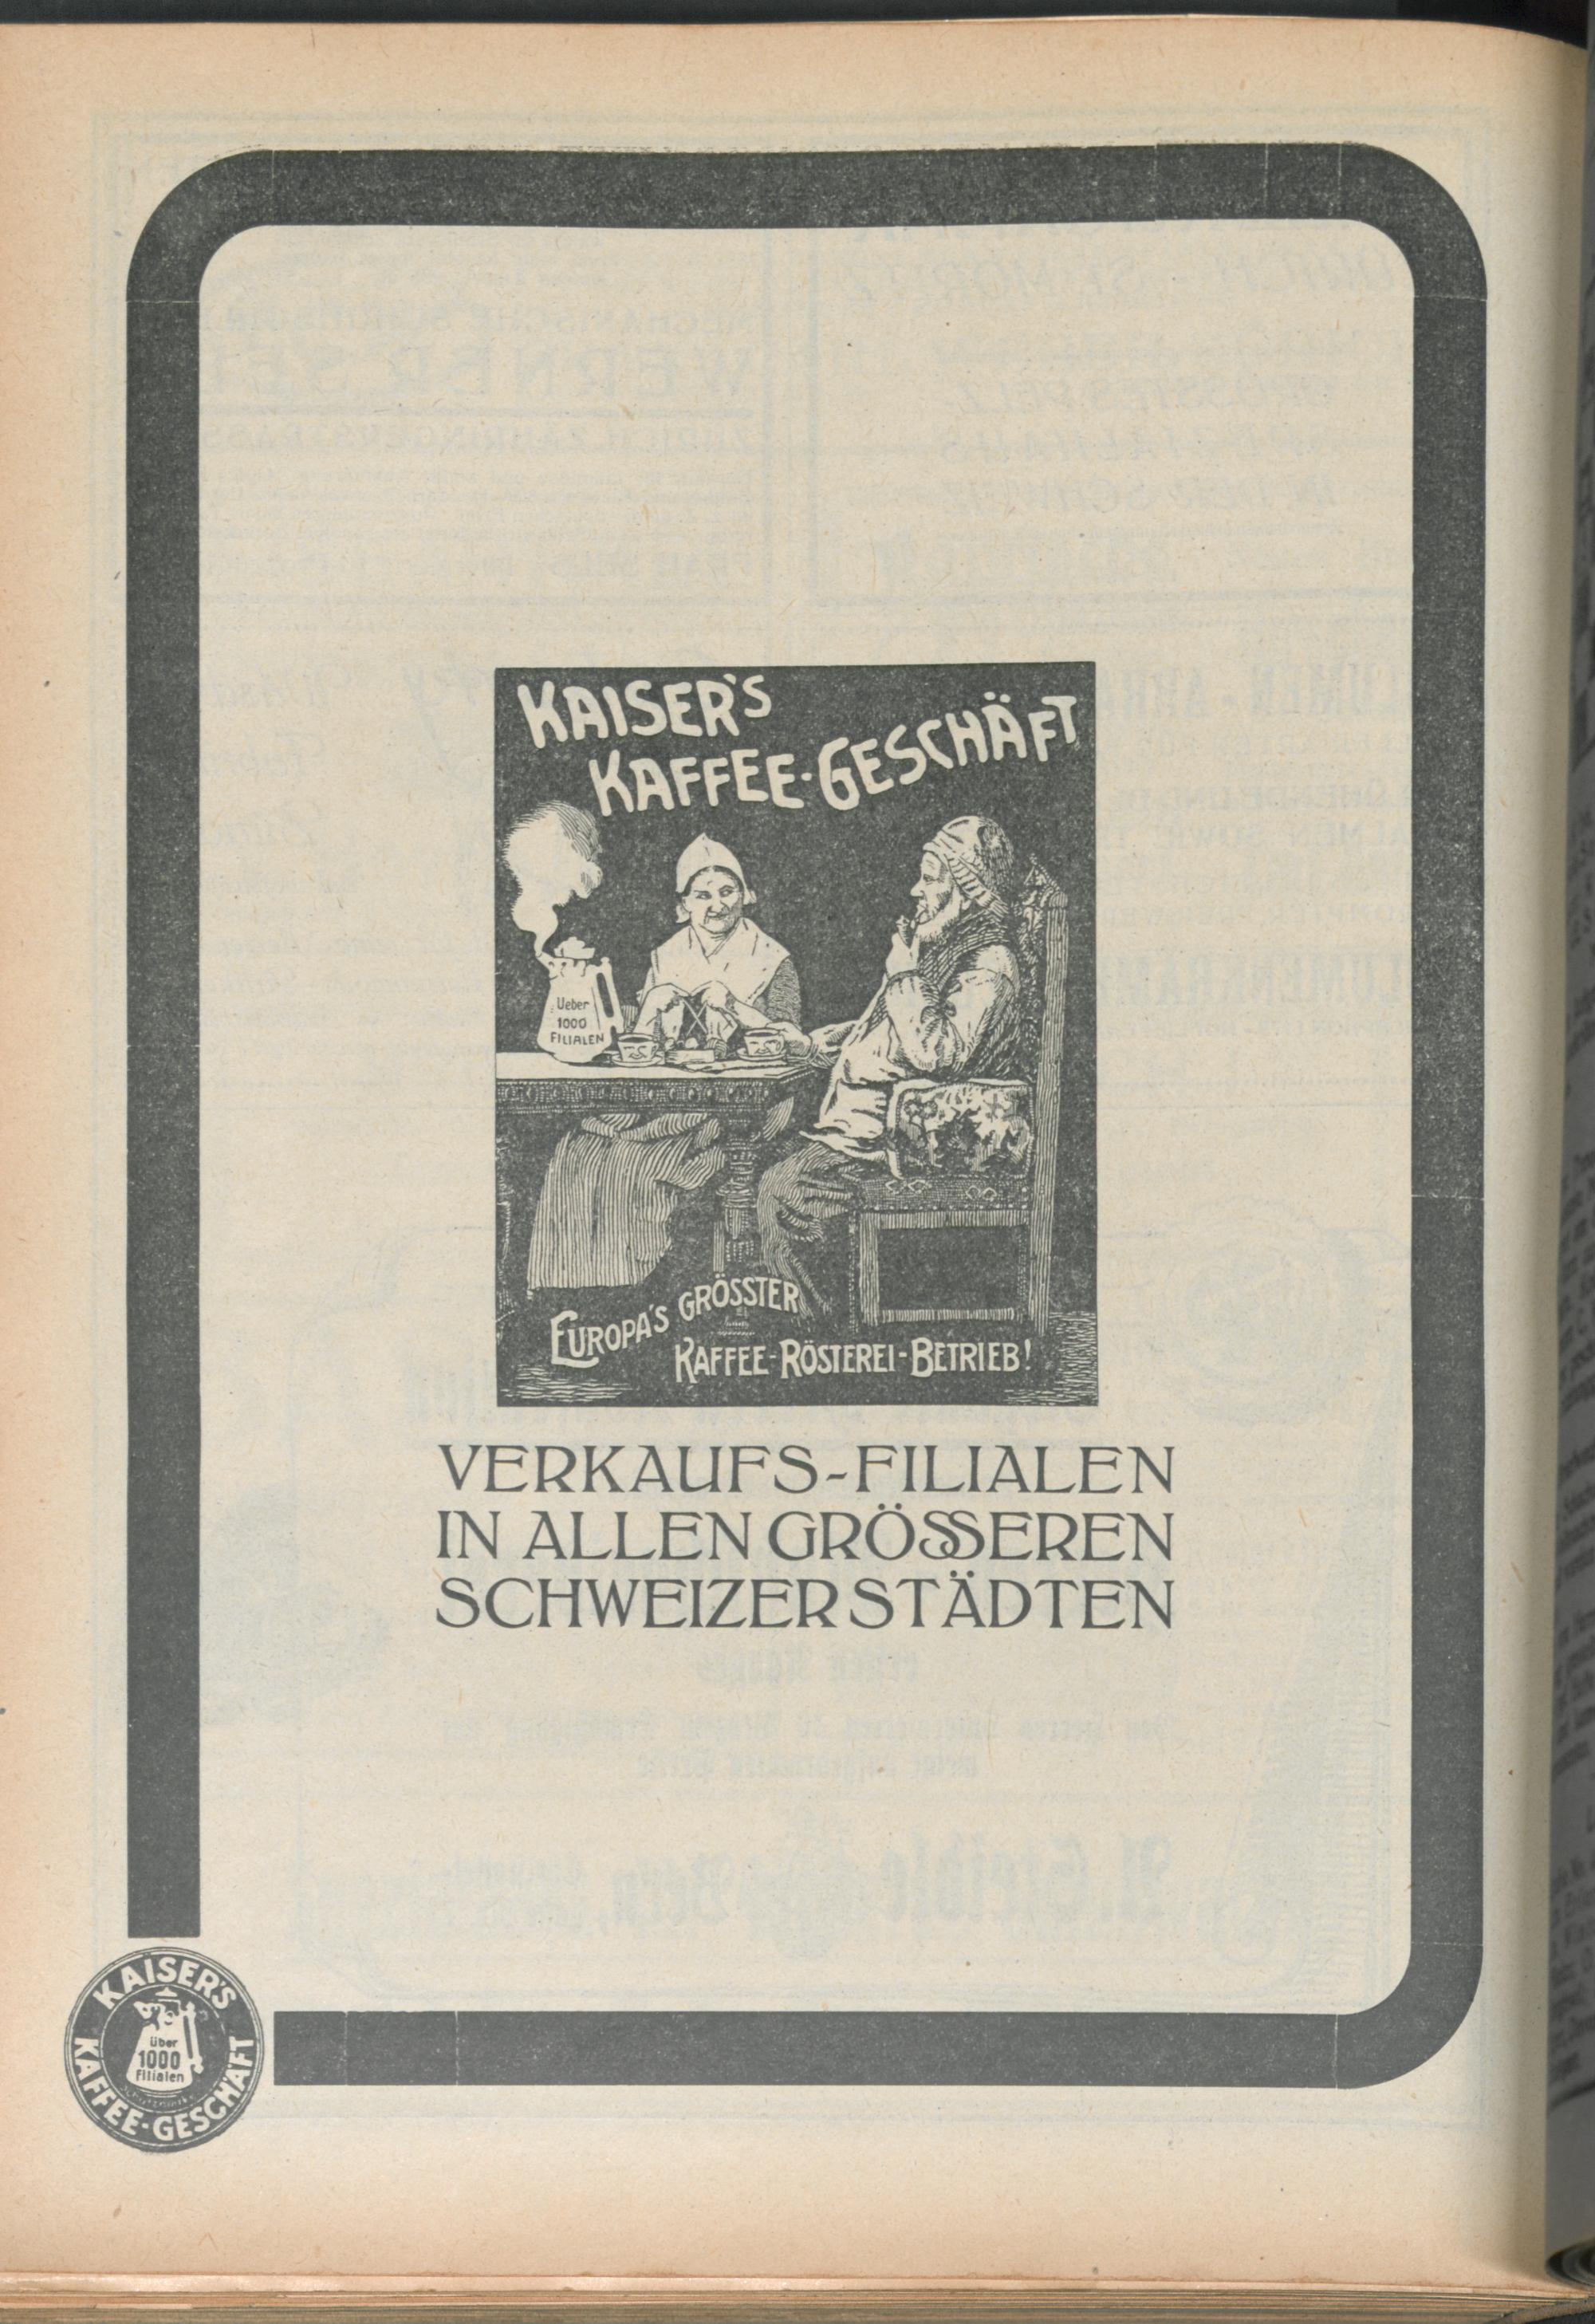 KAISER'S
KAFFEE-GESCHÄFT
Ueber
1000
FILIALEN
EUROPA'S GRÖSSTER
KAFFEE-RÖSTEREI-BETRIEB!
VERKAUFS-FILIALEN
IN ALLEN GRÖSSEREN
SCHWEIZER STÄDTEN
KAISER'S
über
1000
Filialen
KAFFEE-GESCHÄFT